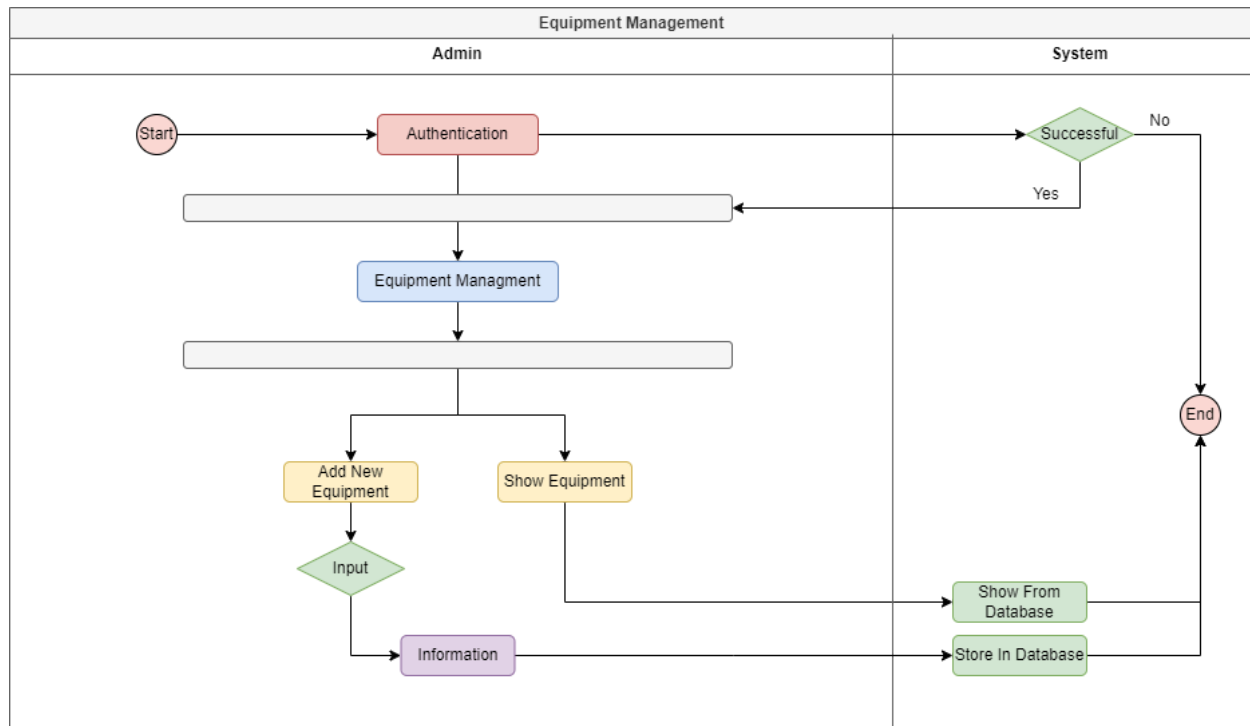 Equipment Management
Admin
System
Start
Authentication
Successful
No
Yes
Equipment Managment
End
Add New
Equipment
Show Equipment
Input
Show From
Database
Information
Store In Database